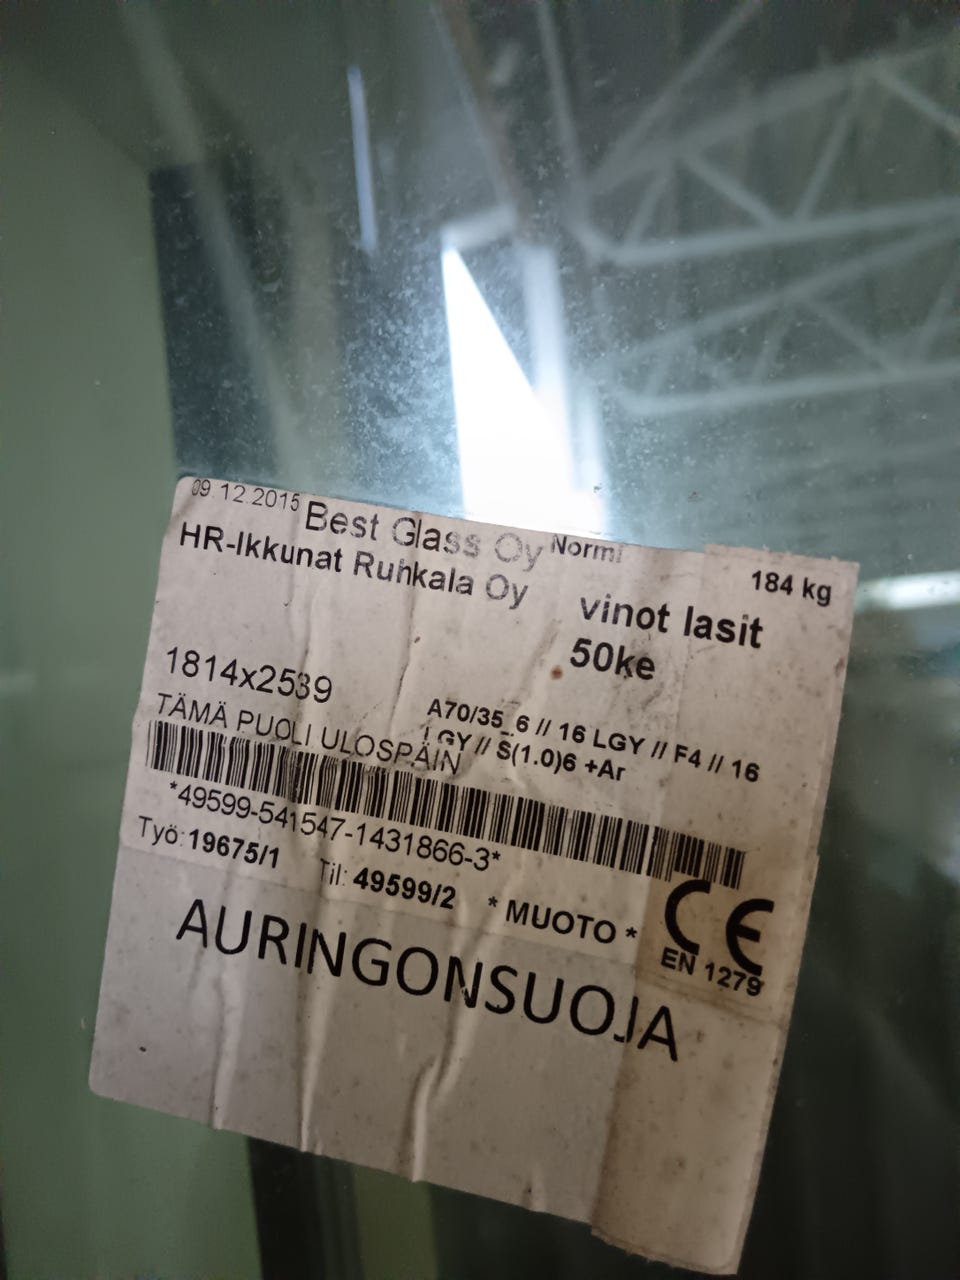 09.12.2015 Best Glass Oy Normi 184 kg
HR-Ikkunat Ruhkala Oy
vinot lasit
50ke
1814x2539
A70/35_6 // 16 LGY // F4 // 16
LGY // S(1.0)6 +Ar
TÄMÄ PUOLI ULOSPÄIN
*49599-541547-1431866-3*
Työ: 19675/1 Til: 49599/2 * MUOTO *
CE
EN 1279
AURINGONSUOJA